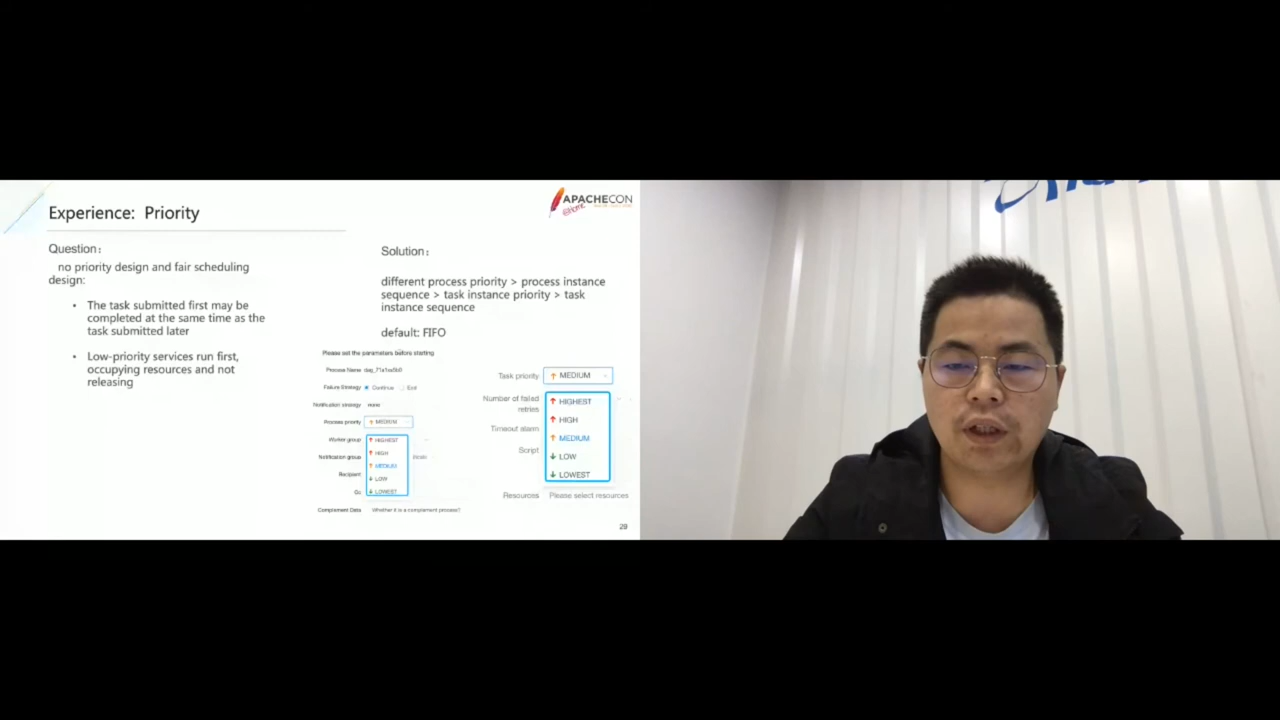 Experience: Priority
APACHECON
@home
Question：
no priority design and fair scheduling
design:
• The task submitted first may be
completed at the same time as the
task submitted later
• Low-priority services run first,
occupying resources and not
releasing
Solution：
different process priority > process instance
sequence > task instance priority > task
instance sequence
default: FIFO
Please set the parameters before starting
Process Name
Failure Strategy Continue End
Notification strategy none
Process priority MEDIUM
Worker group HIGHEST
HIGH
Notification group MEDIUM
Recipient LOW
Cc LOWEST
Complement Data Whether it is a complement process?
Task priority MEDIUM
Number of failed
retries
HIGHEST
HIGH
Timeout alarm
MEDIUM
Script
LOW
LOWEST
Resources Please select resources
29